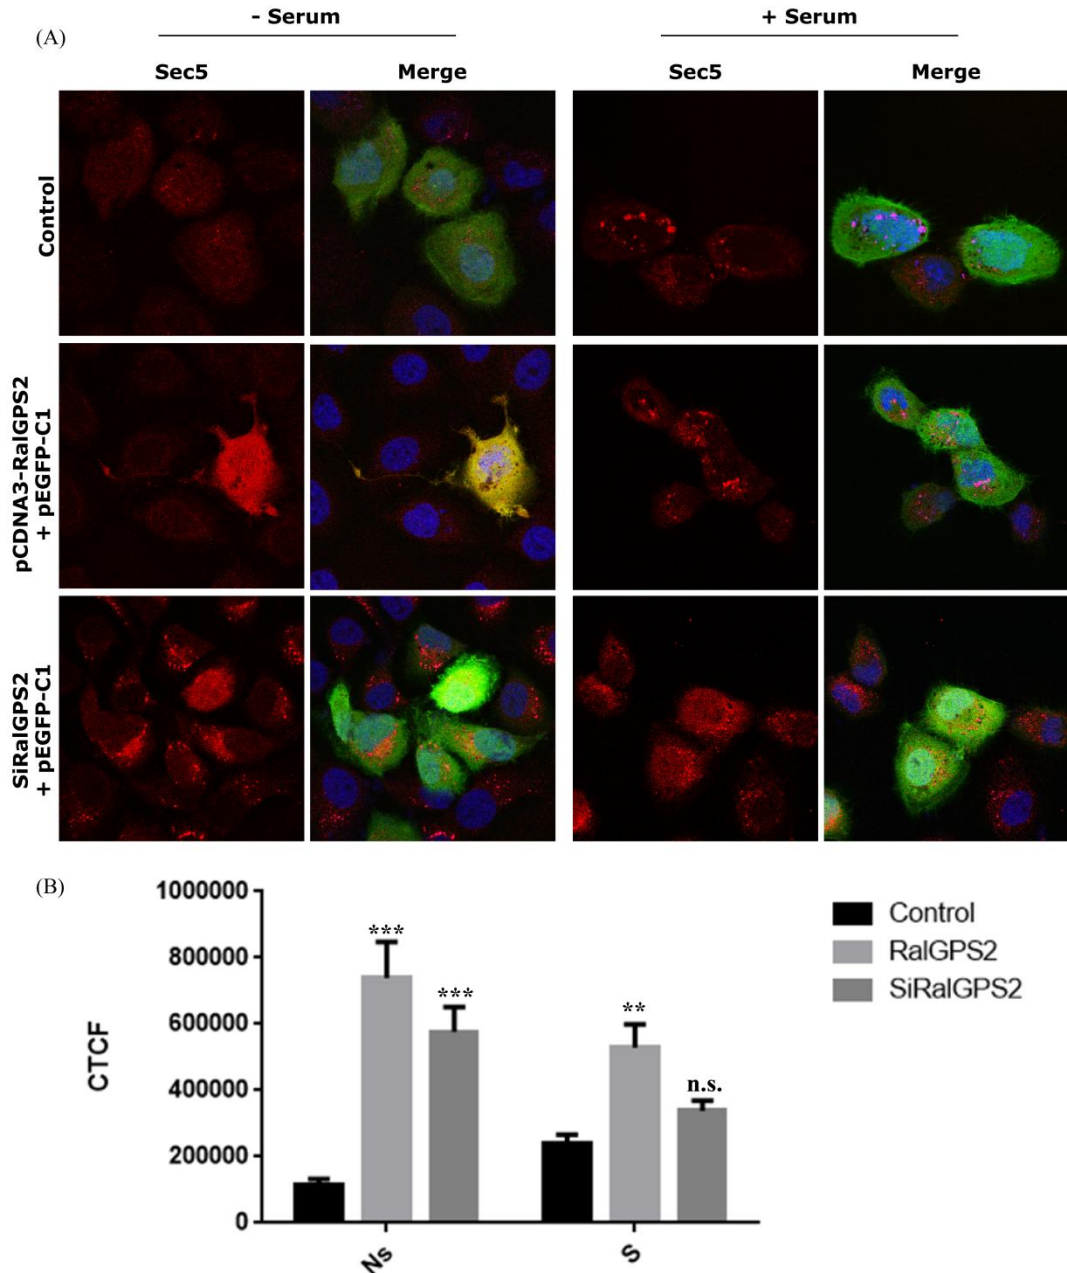 (A)
- Serum
+ Serum
Sec5
Merge
Sec5
Merge
Control
pCDNA3-RalGPS2
+ pEGFP-C1
SiRalGPS2
+ pEGFP-C1
(B)
1000000
800000
600000
400000
200000
0
CTCF
***
***
**
n.s.
Ns
S
Control
RalGPS2
SiRalGPS2